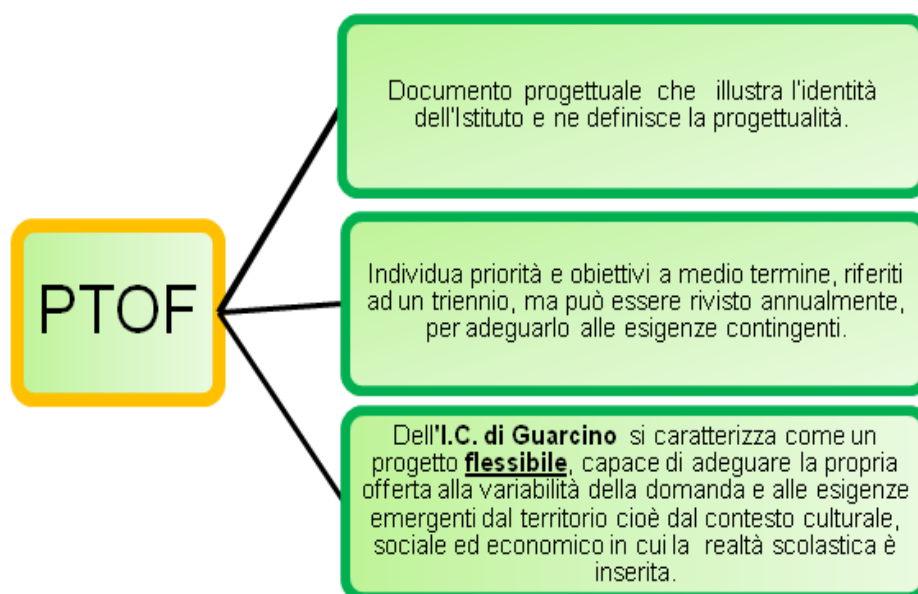 PTOF
Documento progettuale che illustra l'identità
dell'Istituto e ne definisce la progettualità.
Individua priorità e obiettivi a medio termine, riferiti
ad un triennio, ma può essere rivisto annualmente,
per adeguarlo alle esigenze contingenti.
Dell'I.C. di Guarcino si caratterizza come un
progetto flessibile, capace di adeguare la propria
offerta alla variabilità della domanda e alle esigenze
emergenti dal territorio cioè dal contesto culturale,
sociale ed economico in cui la realtà scolastica è
inserita.